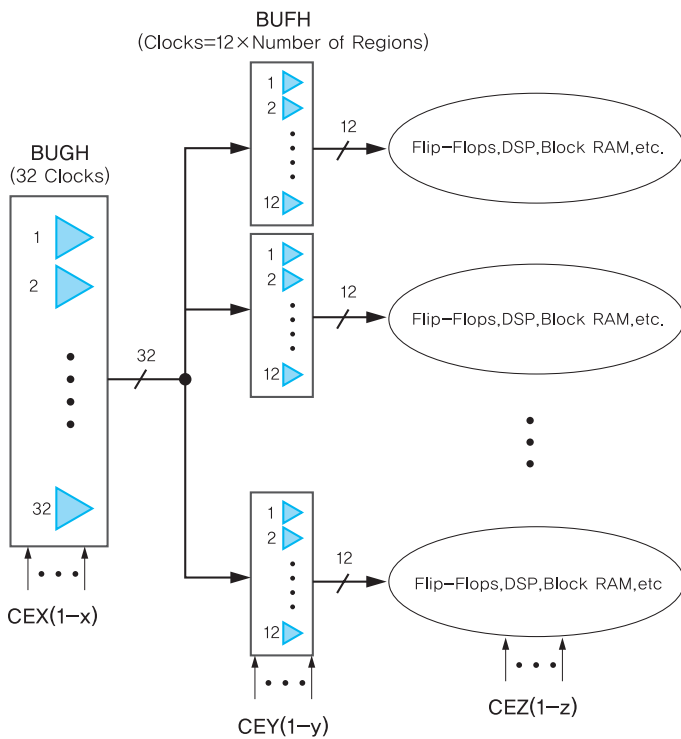 BUFH
(Clocks=12×Number of Regions)
1
2
12
12
Flip-Flops,DSP,Block RAM,etc.
BUGH
(32 Clocks)
1
2
32
32
1
2
12
12
Flip-Flops,DSP,Block RAM,etc.
1
2
12
12
Flip-Flops,DSP,Block RAM,etc
CEX(1-x)
CEY(1-y)
CEZ(1-z)